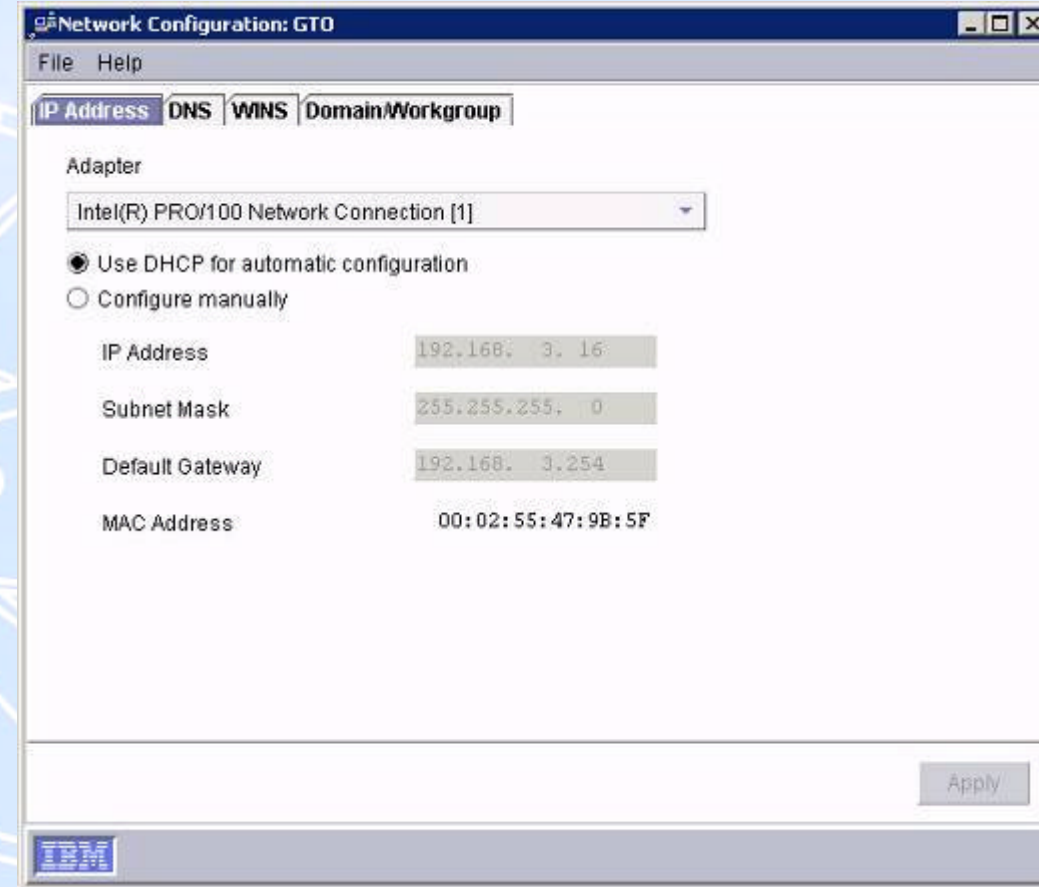 Network Configuration: GTO
File Help
IP Address DNS WINS Domain/Workgroup
Adapter
Intel(R) PRO/100 Network Connection [1]
Use DHCP for automatic configuration
Configure manually
IP Address 192.168. 3. 16
Subnet Mask 255.255.255. 0
Default Gateway 192.168. 3.254
MAC Address 00:02:55:47:9B:5F
Apply
IBM